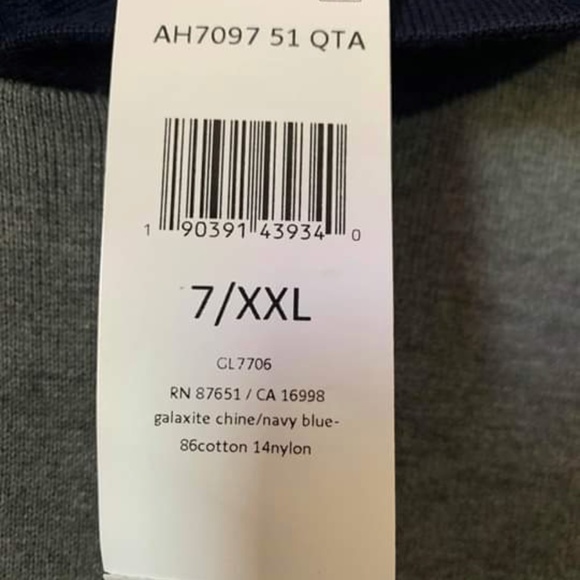 AH7097 51 QTA
1 90391 43934 0
7/XXL
GL7706
RN 87651 / CA 16998
galaxite chine/navy blue-
86cotton 14nylon